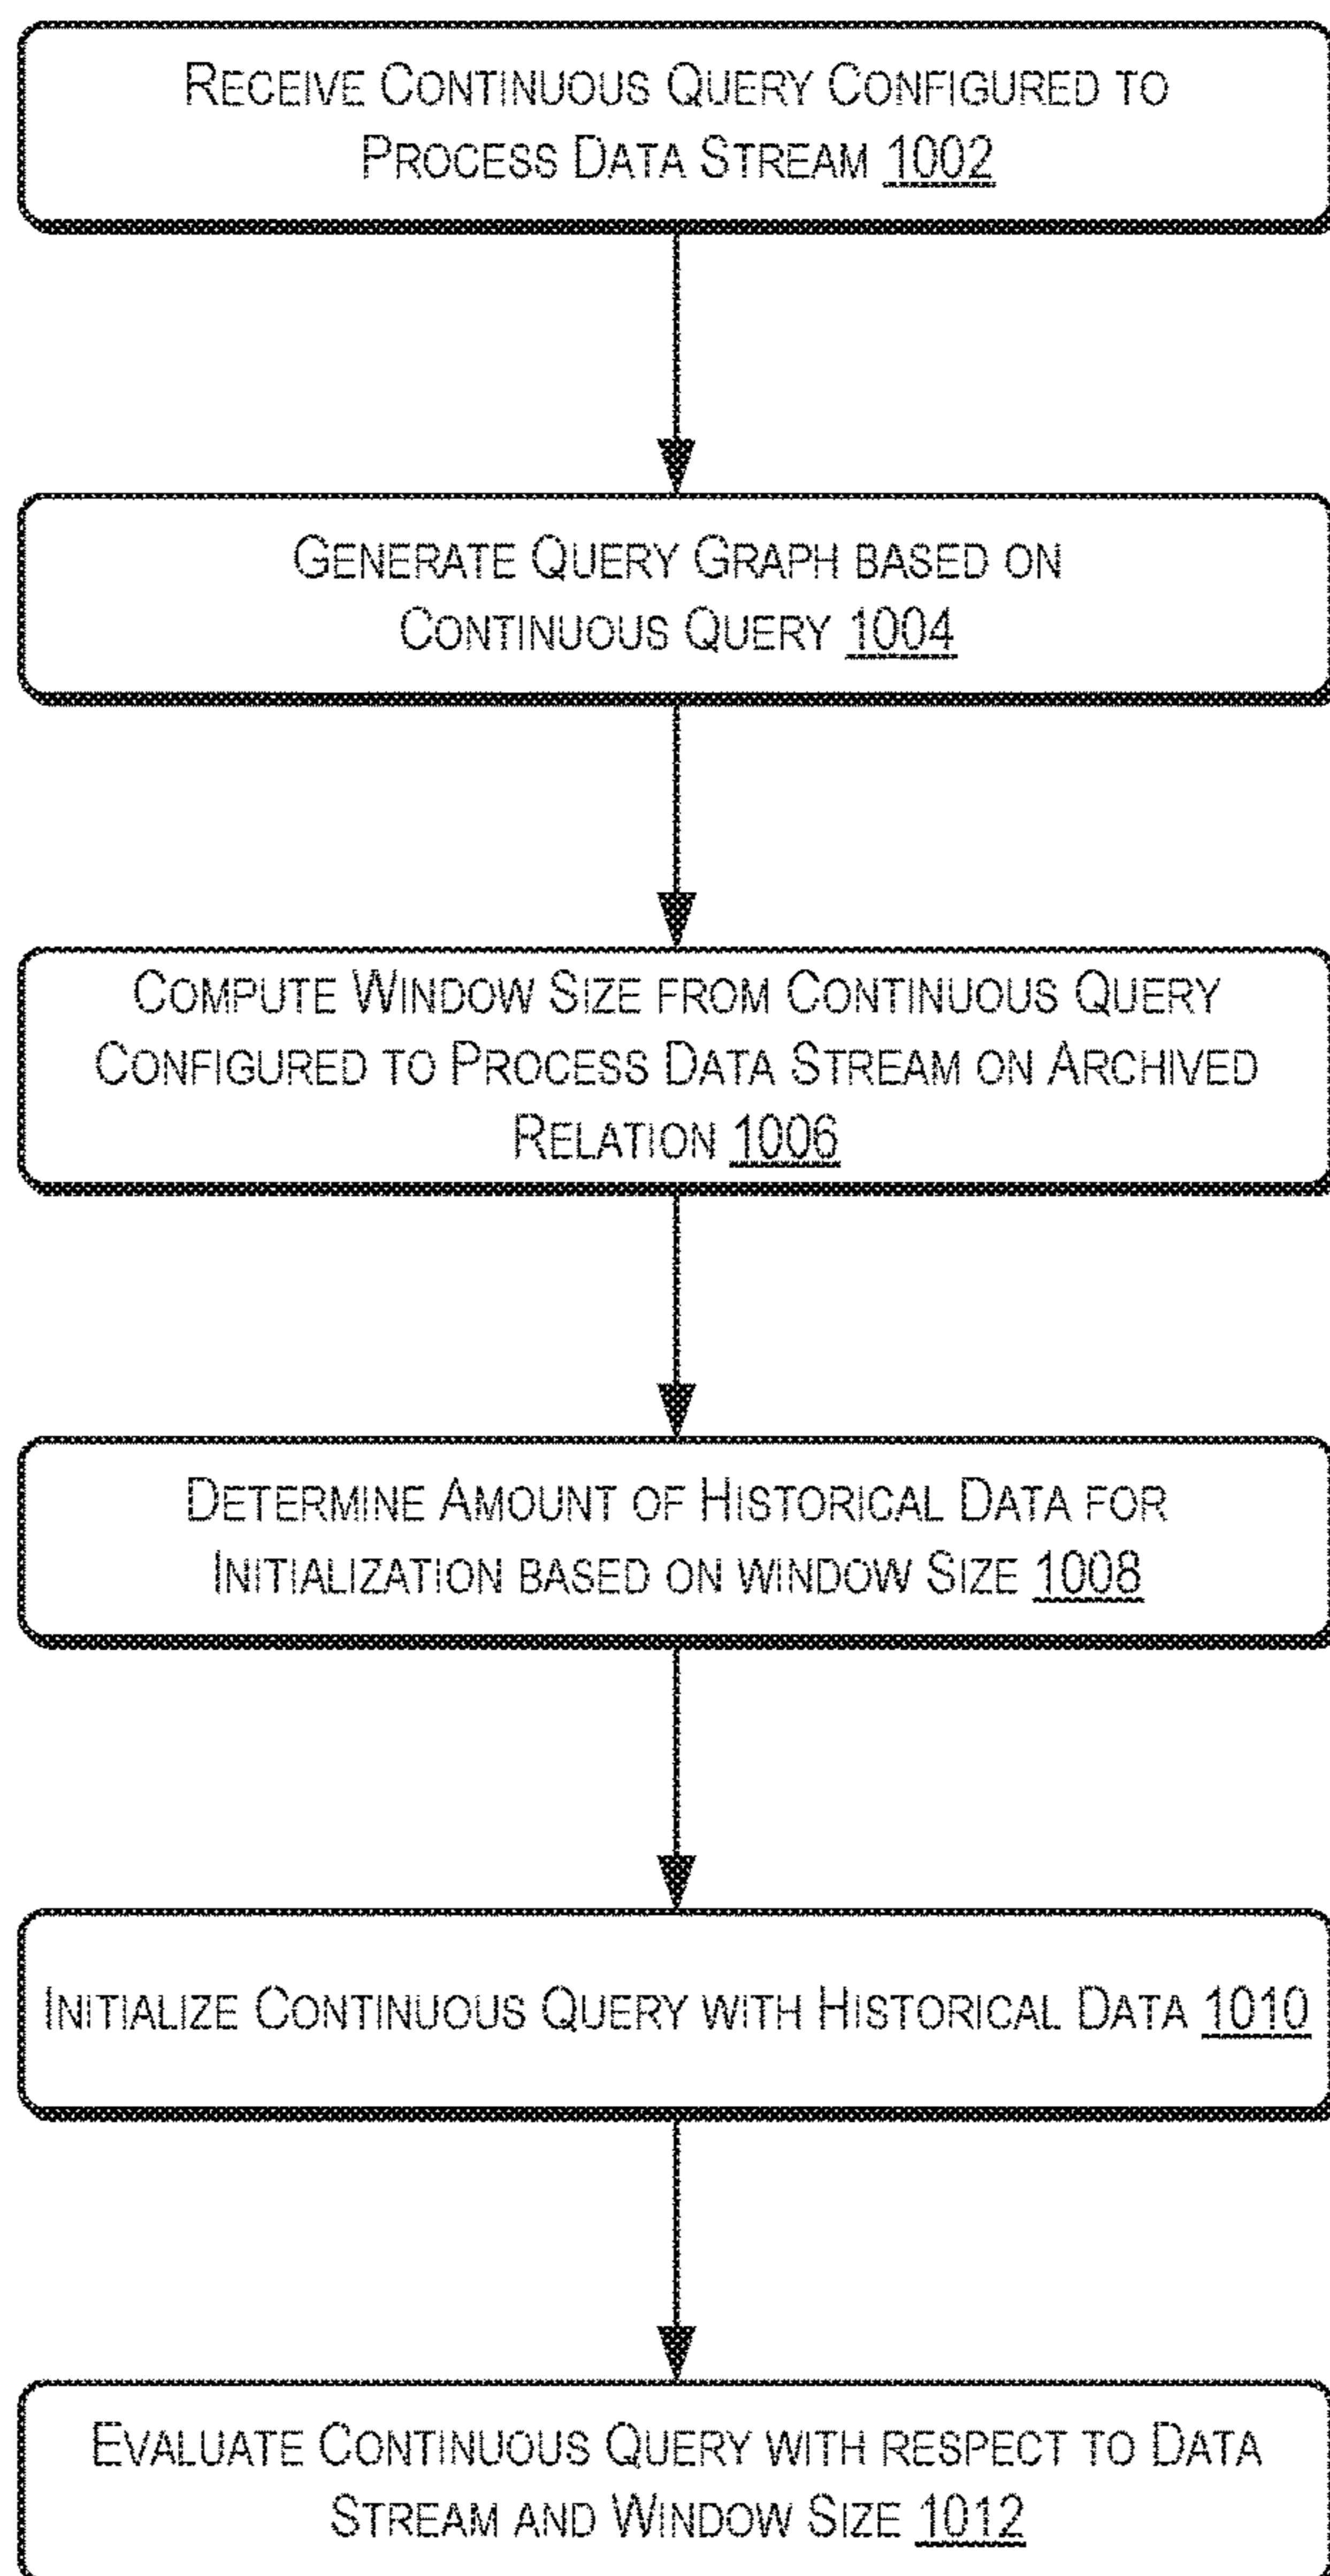 RECEIVE CONTINUOUS QUERY CONFIGURED TO
PROCESS DATA STREAM 1002
GENERATE QUERY GRAPH BASED ON
CONTINUOUS QUERY 1004
COMPUTE WINDOW SIZE FROM CONTINUOUS QUERY
CONFIGURED TO PROCESS DATA STREAM ON ARCHIVED
RELATION 1006
DETERMINE AMOUNT OF HISTORICAL DATA FOR
INITIALIZATION BASED ON WINDOW SIZE 1008
INITIALIZE CONTINUOUS QUERY WITH HISTORICAL DATA 1010
EVALUATE CONTINUOUS QUERY WITH RESPECT TO DATA
STREAM AND WINDOW SIZE 1012